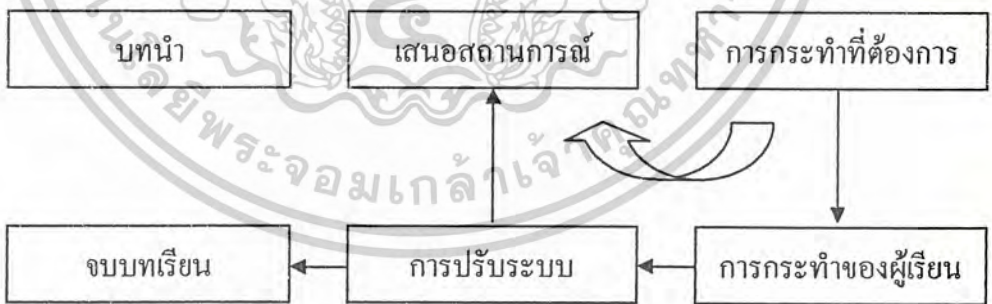 บทนำ
เสนอสถานการณ์
การกระทำที่ต้องการ
จบบทเรียน
การปรับระบบ
การกระทำของผู้เรียน